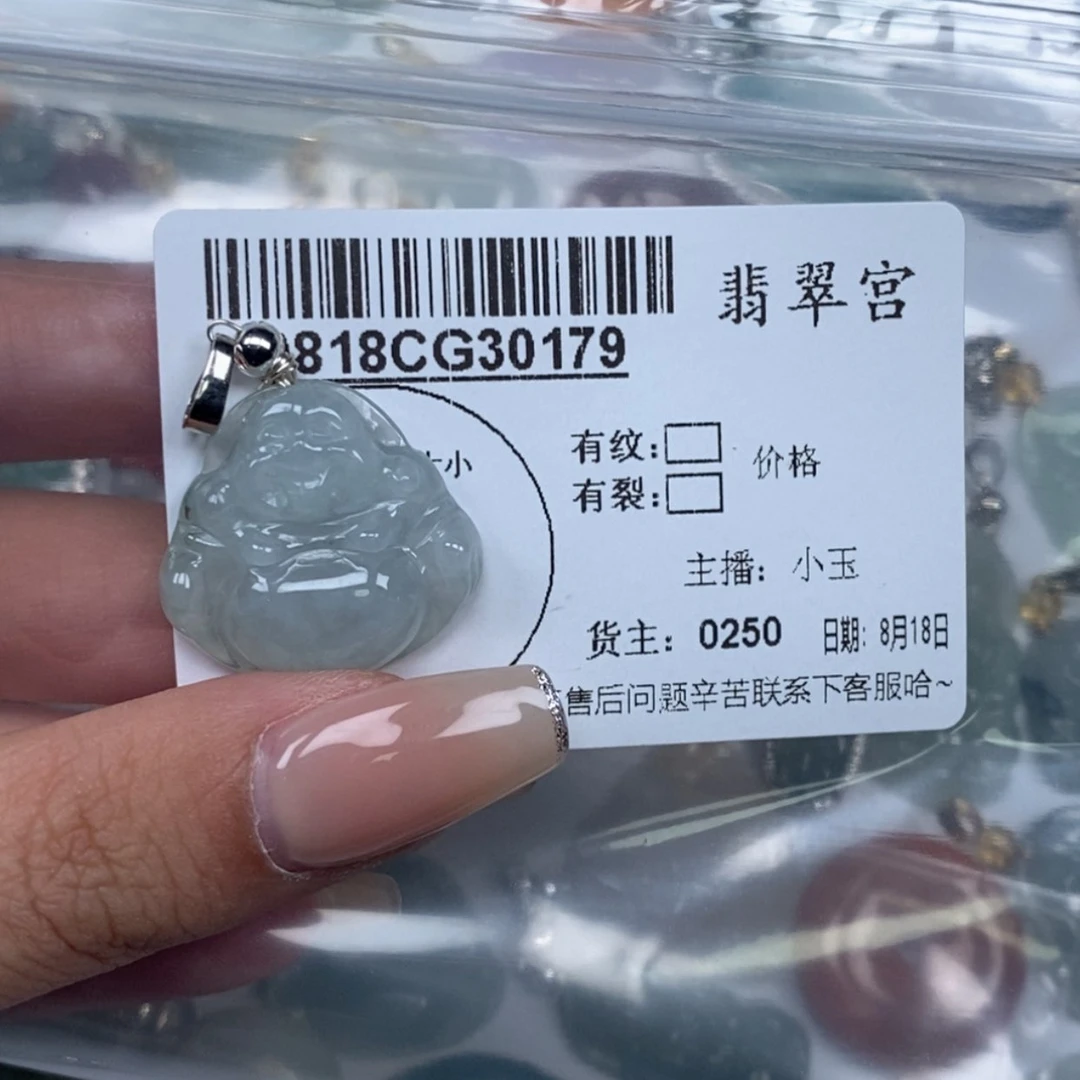 翡翠宫
818CG30179
小
有纹: 价格
有裂:
主播: 小玉
货主: 0250 日期: 8月18日
售后问题辛苦联系下客服哈~